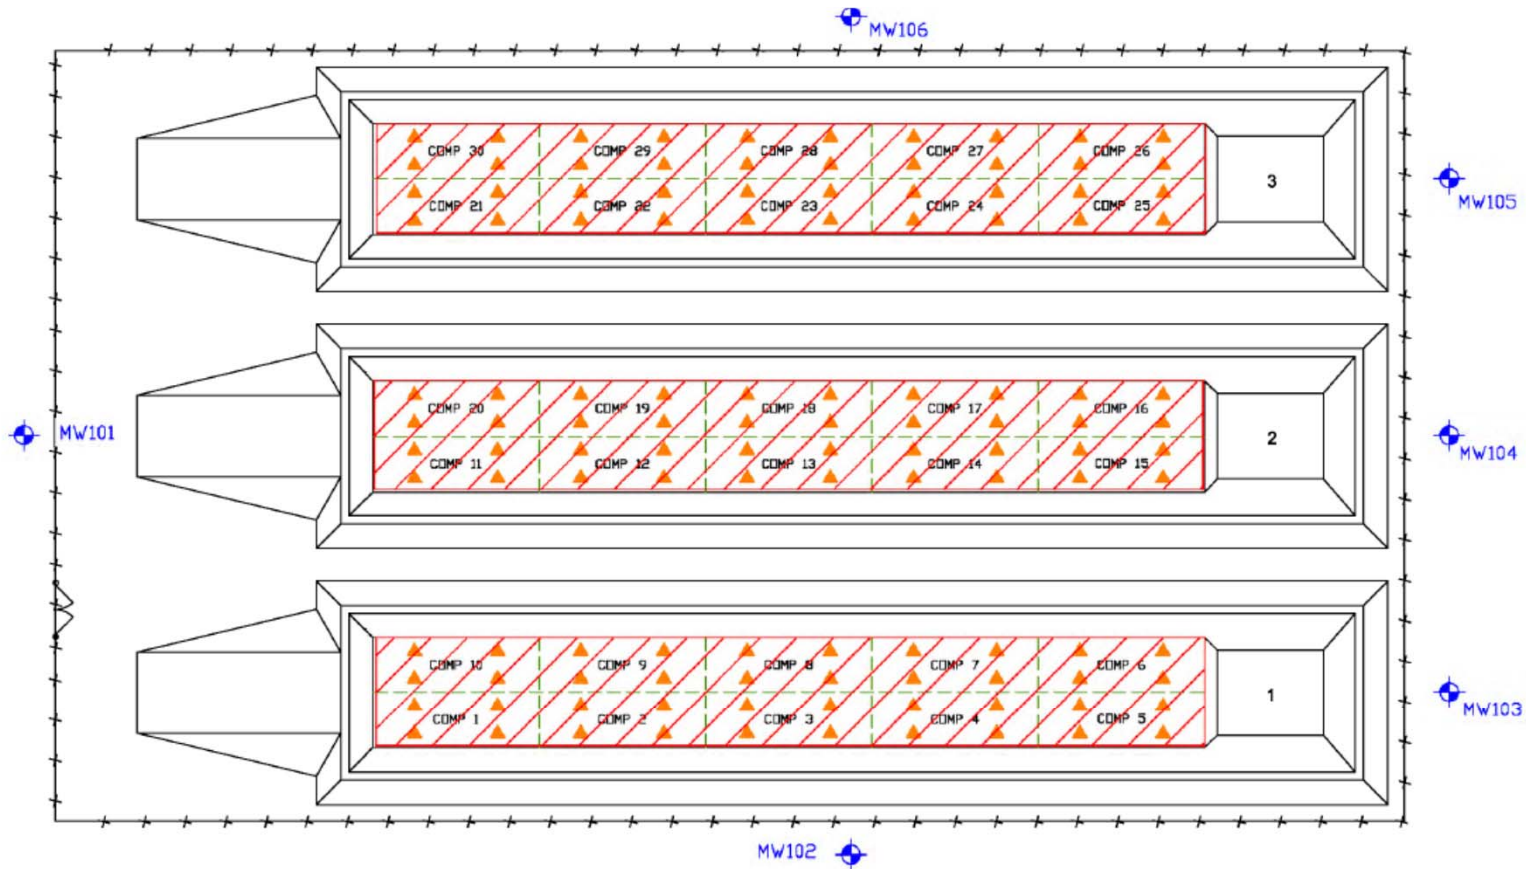 MW106
COMP 30 COMP 29 COMP 28 COMP 27 COMP 26
3
MW105
COMP 21 COMP 22 COMP 23 COMP 24 COMP 25
COMP 20 COMP 19 COMP 18 COMP 17 COMP 16
MW101
2
MW104
COMP 11 COMP 12 COMP 13 COMP 14 COMP 15
COMP 10 COMP 9 COMP 8 COMP 7 COMP 6
1
MW103
COMP 1 COMP 2 COMP 3 COMP 4 COMP 5
MW102